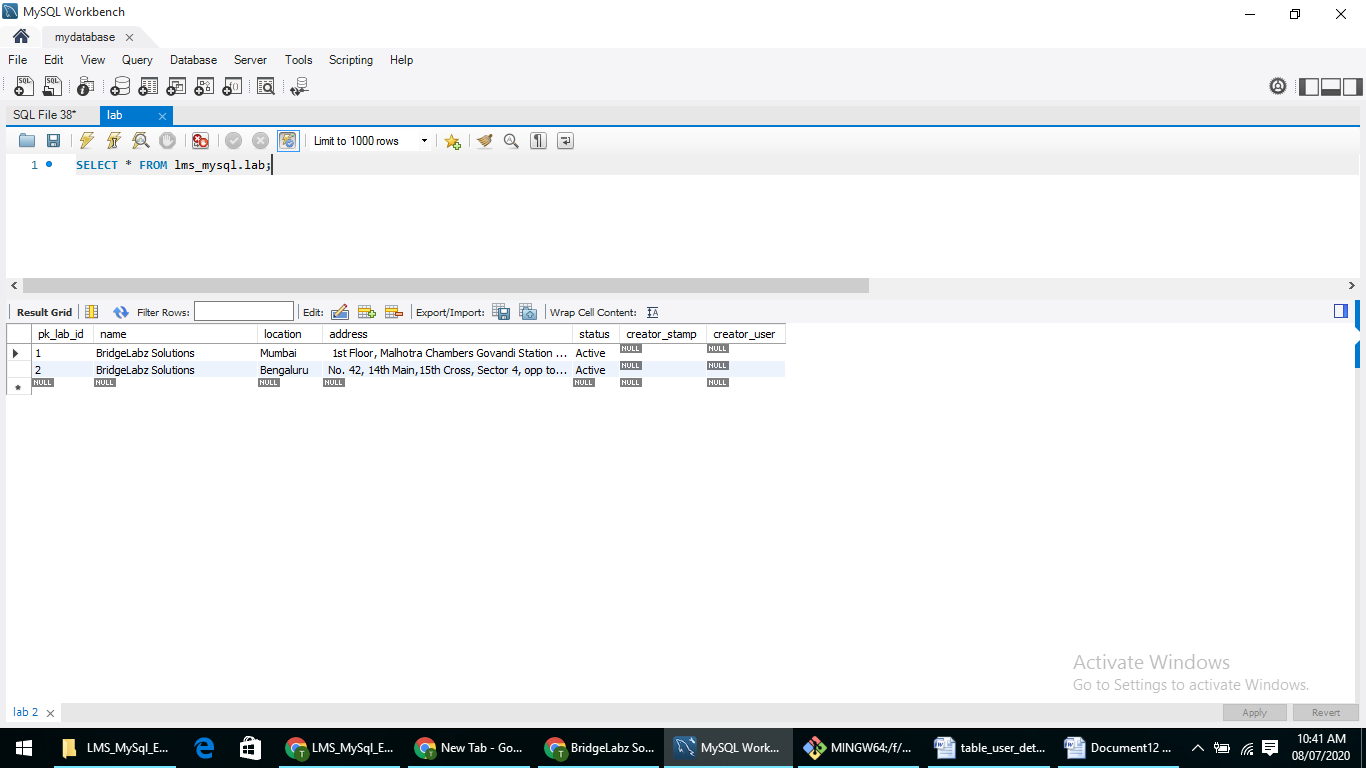 MySQL Workbench
mydatabase
File Edit View Query Database Server Tools Scripting Help
SQL File 38* lab
Limit to 1000 rows
1 SELECT * FROM lms_mysql.lab;
Result Grid Filter Rows: Edit: Export/Import: Wrap Cell Content:
pk_lab_id name location address status creator_stamp creator_user
1 BridgeLabz Solutions Mumbai 1st Floor, Malhotra Chambers Govandi Station ... Active NULL NULL
2 BridgeLabz Solutions Bengaluru No. 42, 14th Main,15th Cross, Sector 4, opp to... Active NULL NULL
NULL NULL NULL NULL NULL NULL NULL
Activate Windows
Go to Settings to activate Windows.
lab 2 Apply Revert
LMS_MySql_E... LMS_MySql_E... New Tab - Go... BridgeLabz So... MySQL Work... MINGW64:/f/... table_user_det... Document12 ... 10:41 AM
08/07/2020